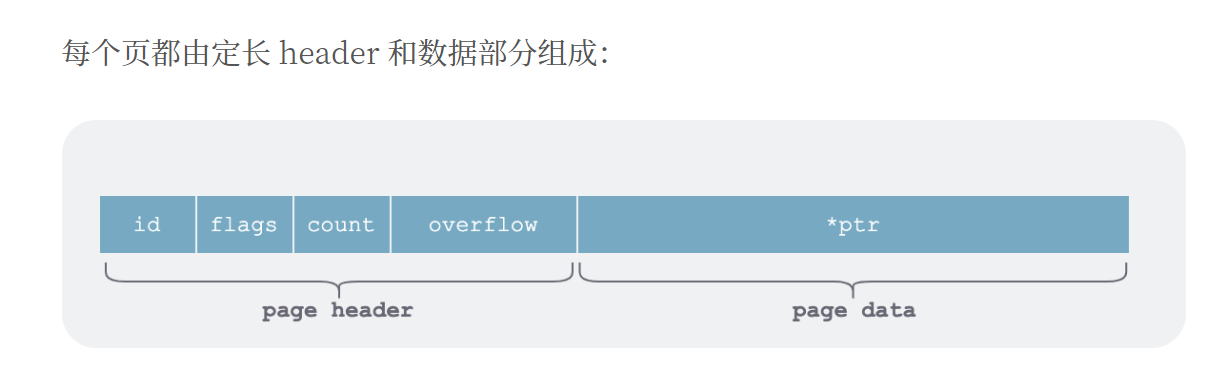 每个页都由定长 header 和数据部分组成：
id flags count overflow *ptr
page header page data